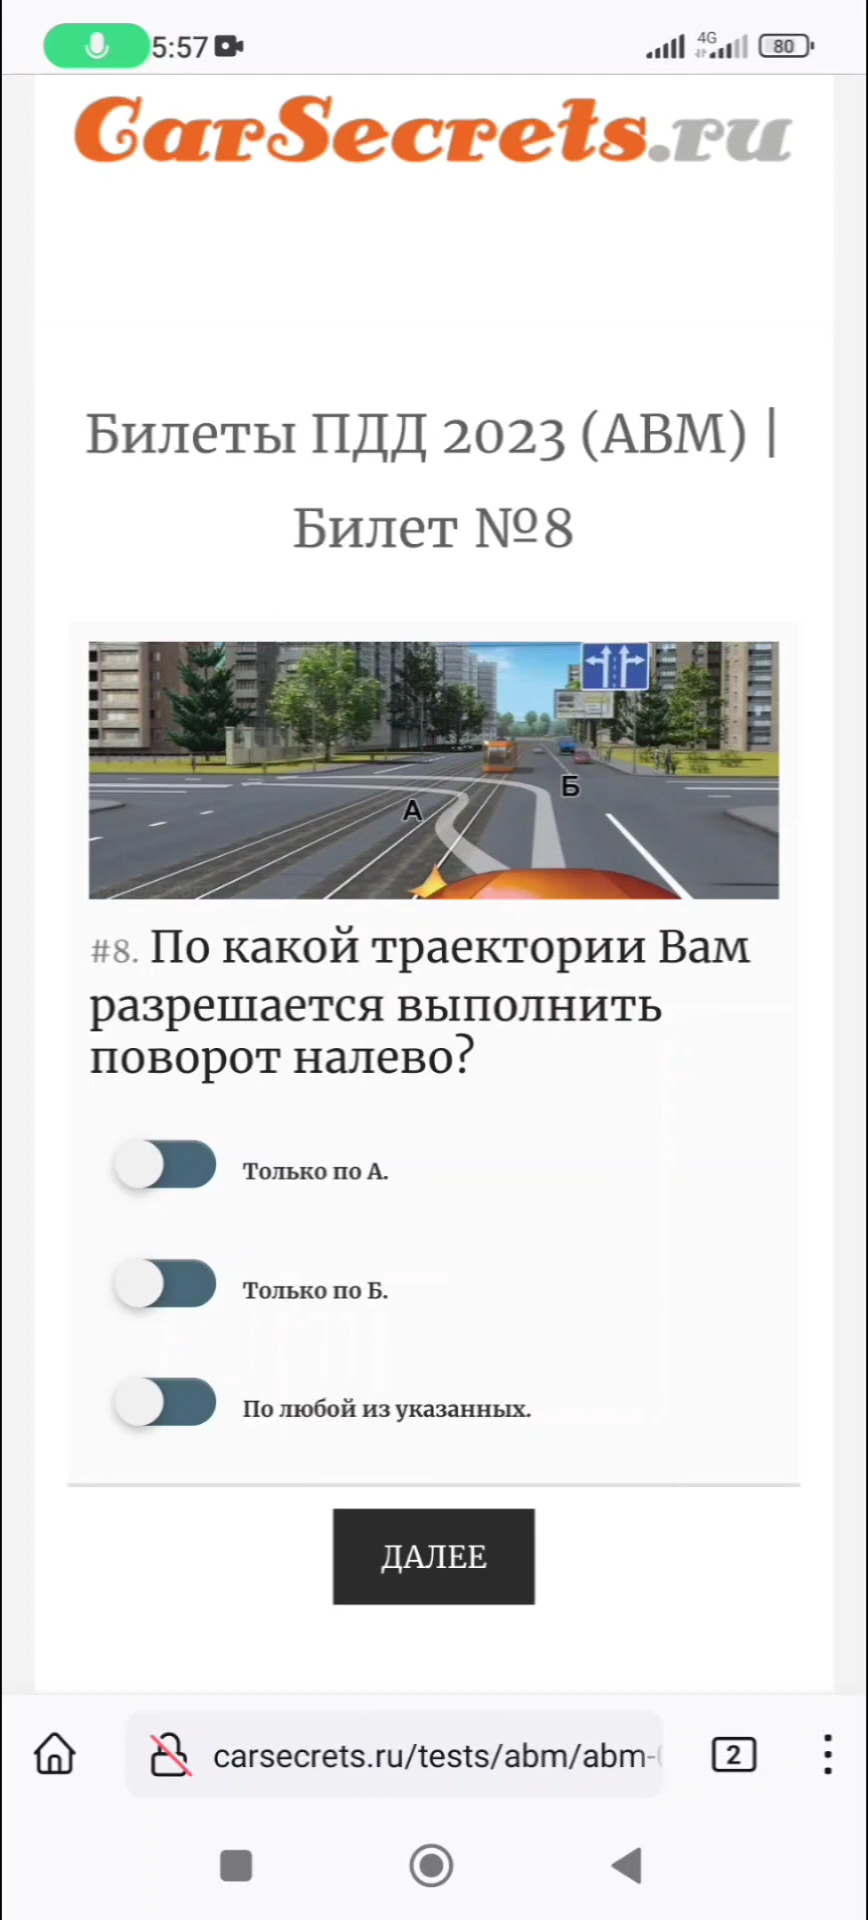 5:57
4G
80
CarSecrets.ru
Билеты ПДД 2023 (АВМ) |
Билет №8
А
Б
#8. По какой траектории Вам
разрешается выполнить
поворот налево?
Только по А.
Только по Б.
По любой из указанных.
ДАЛЕЕ
carsecrets.ru/tests/abm/abm-
2